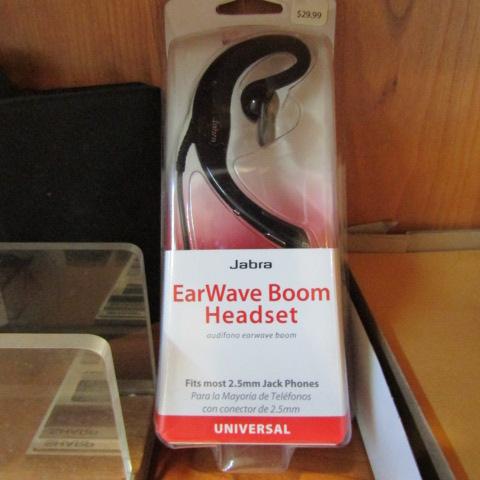 $29.99
Jabra
Jabra
EarWave Boom
Headset
audífono earwave boom
Fits most 2.5mm Jack Phones
Para la Mayoría de Teléfonos
con conector de 2.5mm
UNIVERSAL